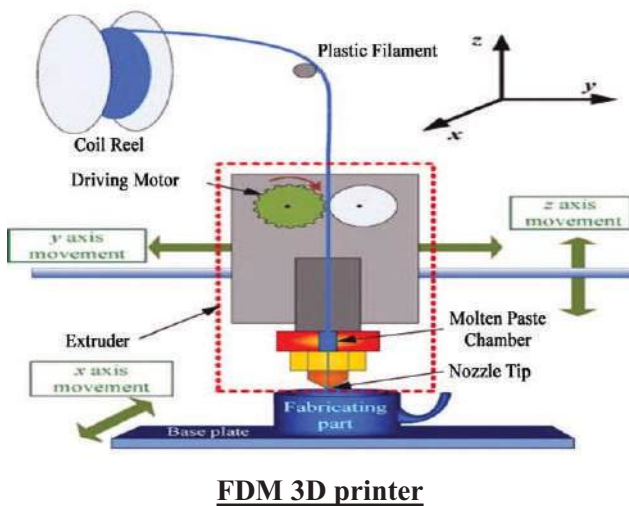 z
Plastic Filament
y
x
Coil Reel
Driving Motor
z axis
movement
y axis
movement
Molten Paste
Chamber
Extruder
Nozzle Tip
x axis
movement
Fabricating
part
Base plate
FDM 3D printer